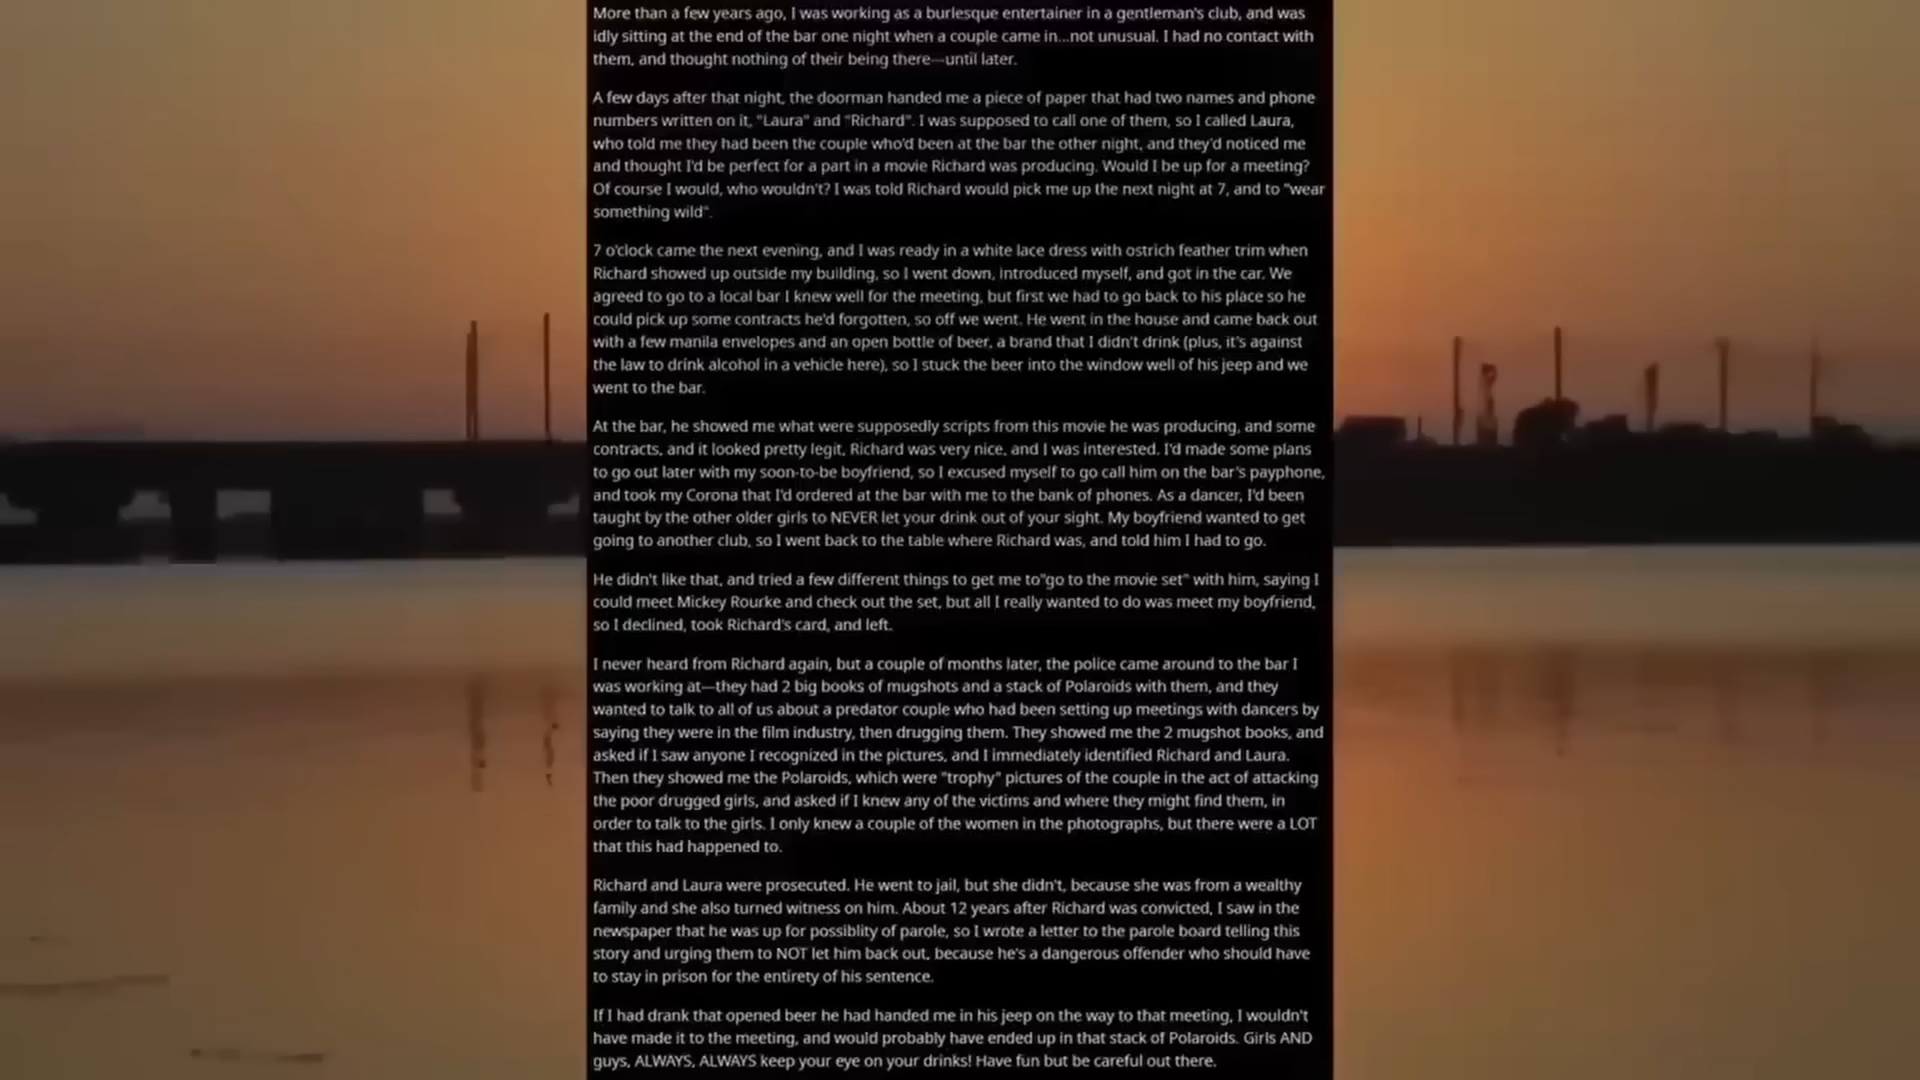 More than a few years ago, I was working as a burlesque entertainer in a gentleman's club, and was
idly sitting at the end of the bar one night when a couple came in...not unusual. I had no contact with
them, and thought nothing of their being there—until later.
A few days after that night, the doorman handed me a piece of paper that had two names and phone
numbers written on it, "Laura" and "Richard". I was supposed to call one of them, so I called Laura,
who told me they had been the couple who'd been at the bar the other night, and they'd noticed me
and thought I'd be perfect for a part in a movie Richard was producing. Would I be up for a meeting?
Of course I would, who wouldn't? I was told Richard would pick me up the next night at 7, and to "wear
something wild".
7 o'clock came the next evening, and I was ready in a white lace dress with ostrich feather trim when
Richard showed up outside my building, so I went down, introduced myself, and got in the car. We
agreed to go to a local bar I knew well for the meeting, but first we had to go back to his place so he
could pick up some contracts he'd forgotten, so off we went. He went in the house and came back out
with a few manila envelopes and an open bottle of beer, a brand that I didn't drink (plus, it's against
the law to drink alcohol in a vehicle here), so I stuck the beer into the window well of his jeep and we
went to the bar.
At the bar, he showed me what were supposedly scripts from this movie he was producing, and some
contracts, and it looked pretty legit, Richard was very nice, and I was interested. I'd made some plans
to go out later with my soon-to-be boyfriend, so I excused myself to go call him on the bar's payphone,
and took my Corona that I'd ordered at the bar with me to the bank of phones. As a dancer, I'd been
taught by the other older girls to NEVER let your drink out of your sight. My boyfriend wanted to get
going to another club, so I went back to the table where Richard was, and told him I had to go.
He didn't like that, and tried a few different things to get me to"go to the movie set" with him, saying I
could meet Mickey Rourke and check out the set, but all I really wanted to do was meet my boyfriend,
so I declined, took Richard's card, and left.
I never heard from Richard again, but a couple of months later, the police came around to the bar I
was working at—they had 2 big books of mugshots and a stack of Polaroids with them, and they
wanted to talk to all of us about a predator couple who had been setting up meetings with dancers by
saying they were in the film industry, then drugging them. They showed me the 2 mugshot books, and
asked if I saw anyone I recognized in the pictures, and I immediately identified Richard and Laura.
Then they showed me the Polaroids, which were "trophy" pictures of the couple in the act of attacking
the poor drugged girls, and asked if I knew any of the victims and where they might find them, in
order to talk to the girls. I only knew a couple of the women in the photographs, but there were a LOT
that this had happened to.
Richard and Laura were prosecuted. He went to jail, but she didn't, because she was from a wealthy
family and she also turned witness on him. About 12 years after Richard was convicted, I saw in the
newspaper that he was up for possiblity of parole, so I wrote a letter to the parole board telling this
story and urging them to NOT let him back out, because he's a dangerous offender who should have
to stay in prison for the entirety of his sentence.
If I had drank that opened beer he had handed me in his jeep on the way to that meeting, I wouldn't
have made it to the meeting, and would probably have ended up in that stack of Polaroids. Girls AND
guys, ALWAYS, ALWAYS keep your eye on your drinks! Have fun but be careful out there.